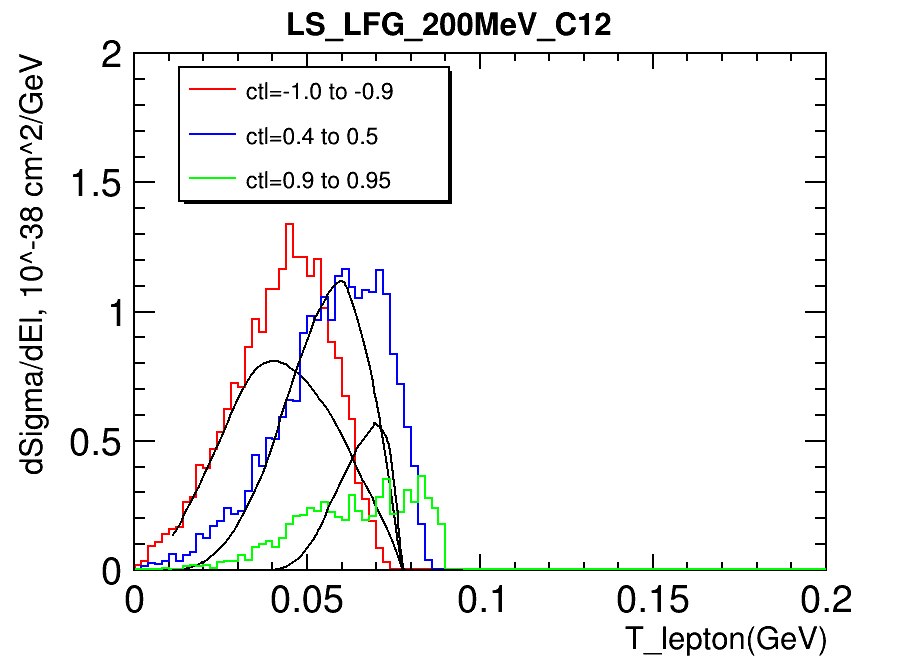 LS_LFG_200MeV_C12
dSigma/dEl, 10^-38 cm^2/GeV
2
1.5
1
0.5
0
ctl=-1.0 to -0.9
ctl=0.4 to 0.5
ctl=0.9 to 0.95
0
0.05
0.1
0.15
0.2
T_lepton(GeV)